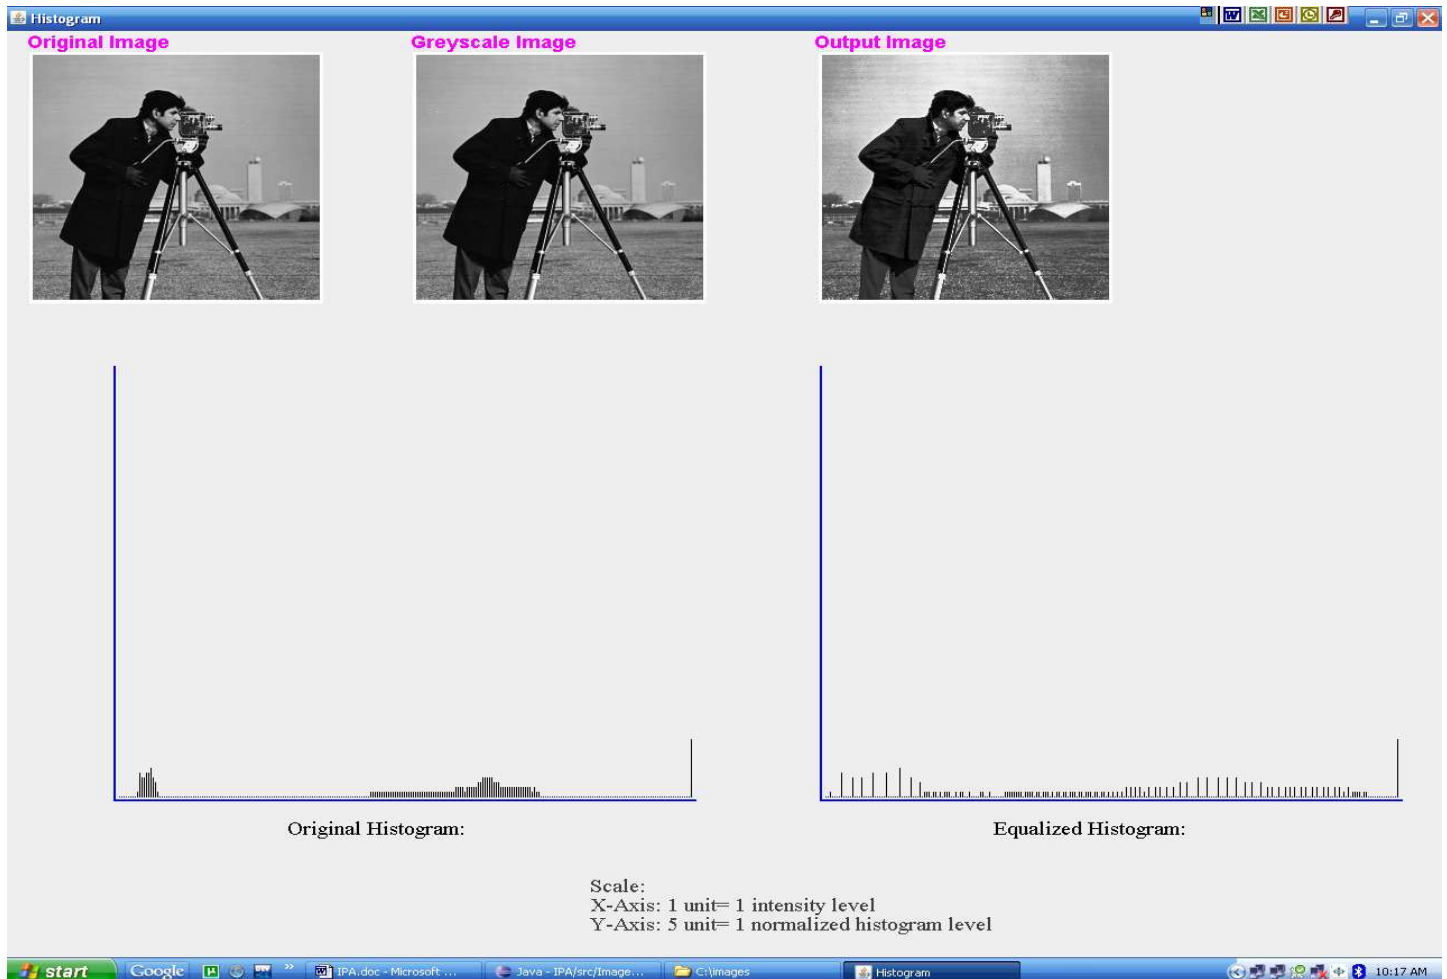 Histogram
Original Image
Greyscale Image
Output Image
Original Histogram:
Equalized Histogram:
Scale:
X-Axis: 1 unit= 1 intensity level
Y-Axis: 5 unit= 1 normalized histogram level
start
Google
»
IPA.doc - Microsoft ...
Java - IPA/src/Image...
C:\images
Histogram
10:17 AM